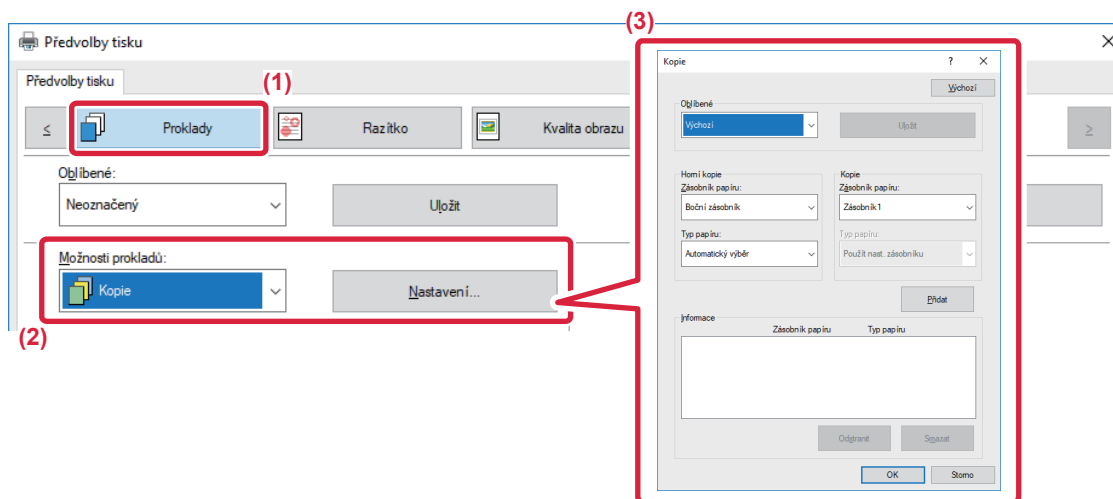 (3)
Předvolby tisku
Předvolby tisku
(1)
≤
Proklady
Razítko
Kvalita obrazu
≥
Oblíbené:
Neoznačený
Uložit
Možnosti prokladů:
Kopie
Nastavení...
(2)
Kopie
?
Výchozí
Oblíbené
Výchozí
Uložit
Horní kopie
Zásobník papíru:
Boční zásobník
Typ papíru:
Automatický výběr
Kopie
Zásobník papíru:
Zásobník1
Typ papíru:
Použít nast. zásobníku
Přidat
Informace
Zásobník papíru Typ papíru
Odstranit
Smazat
OK
Storno